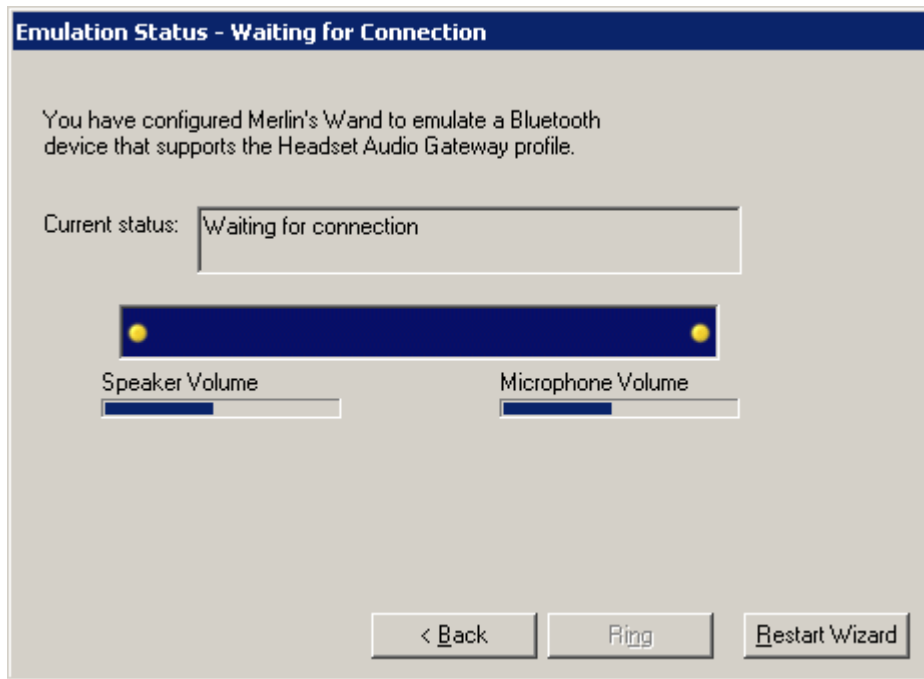 Emulation Status - Waiting for Connection
You have configured Merlin's Wand to emulate a Bluetooth
device that supports the Headset Audio Gateway profile.
Current status: Waiting for connection
Speaker Volume Microphone Volume
< Back Ring Restart Wizard